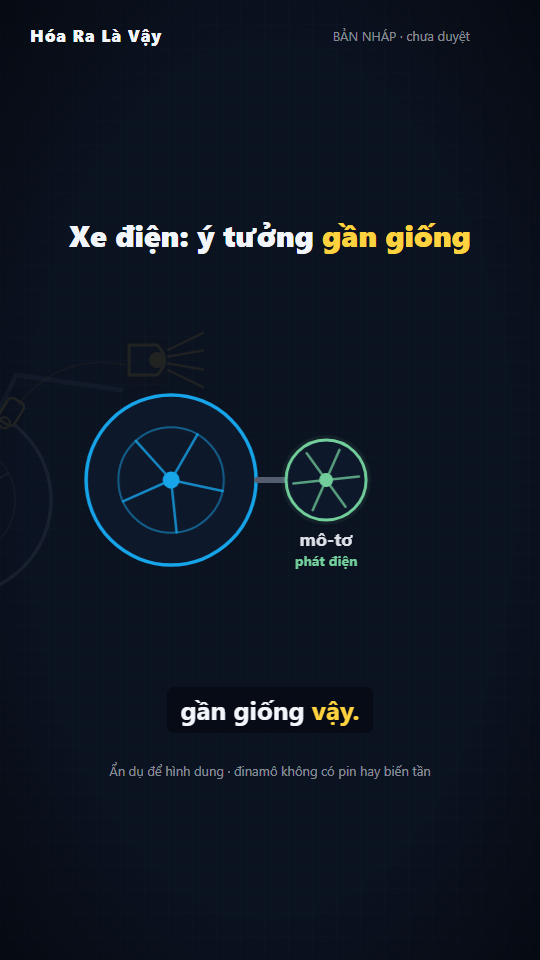 Hóa Ra Là Vậy
BẢN NHÁP · chưa duyệt
Xe điện: ý tưởng gần giống
mô-tơ
phát điện
gần giống vậy.
Ẩn dụ để hình dung · đinamô không có pin hay biến tần